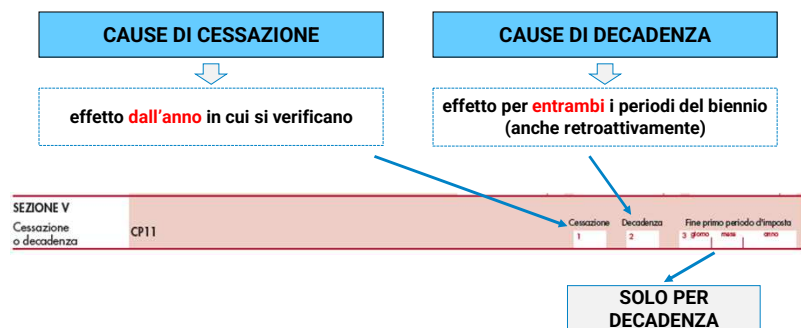 CAUSE DI CESSAZIONE
CAUSE DI DECADENZA
effetto dall'anno in cui si verificano
effetto per entrambi i periodi del biennio
(anche retroattivamente)
SEZIONE V
Cessazione
o decadenza
CP11
Cessazione
1
Decadenza
2
Fine primo periodo d'imposta
3 giorno mese anno
SOLO PER
DECADENZA